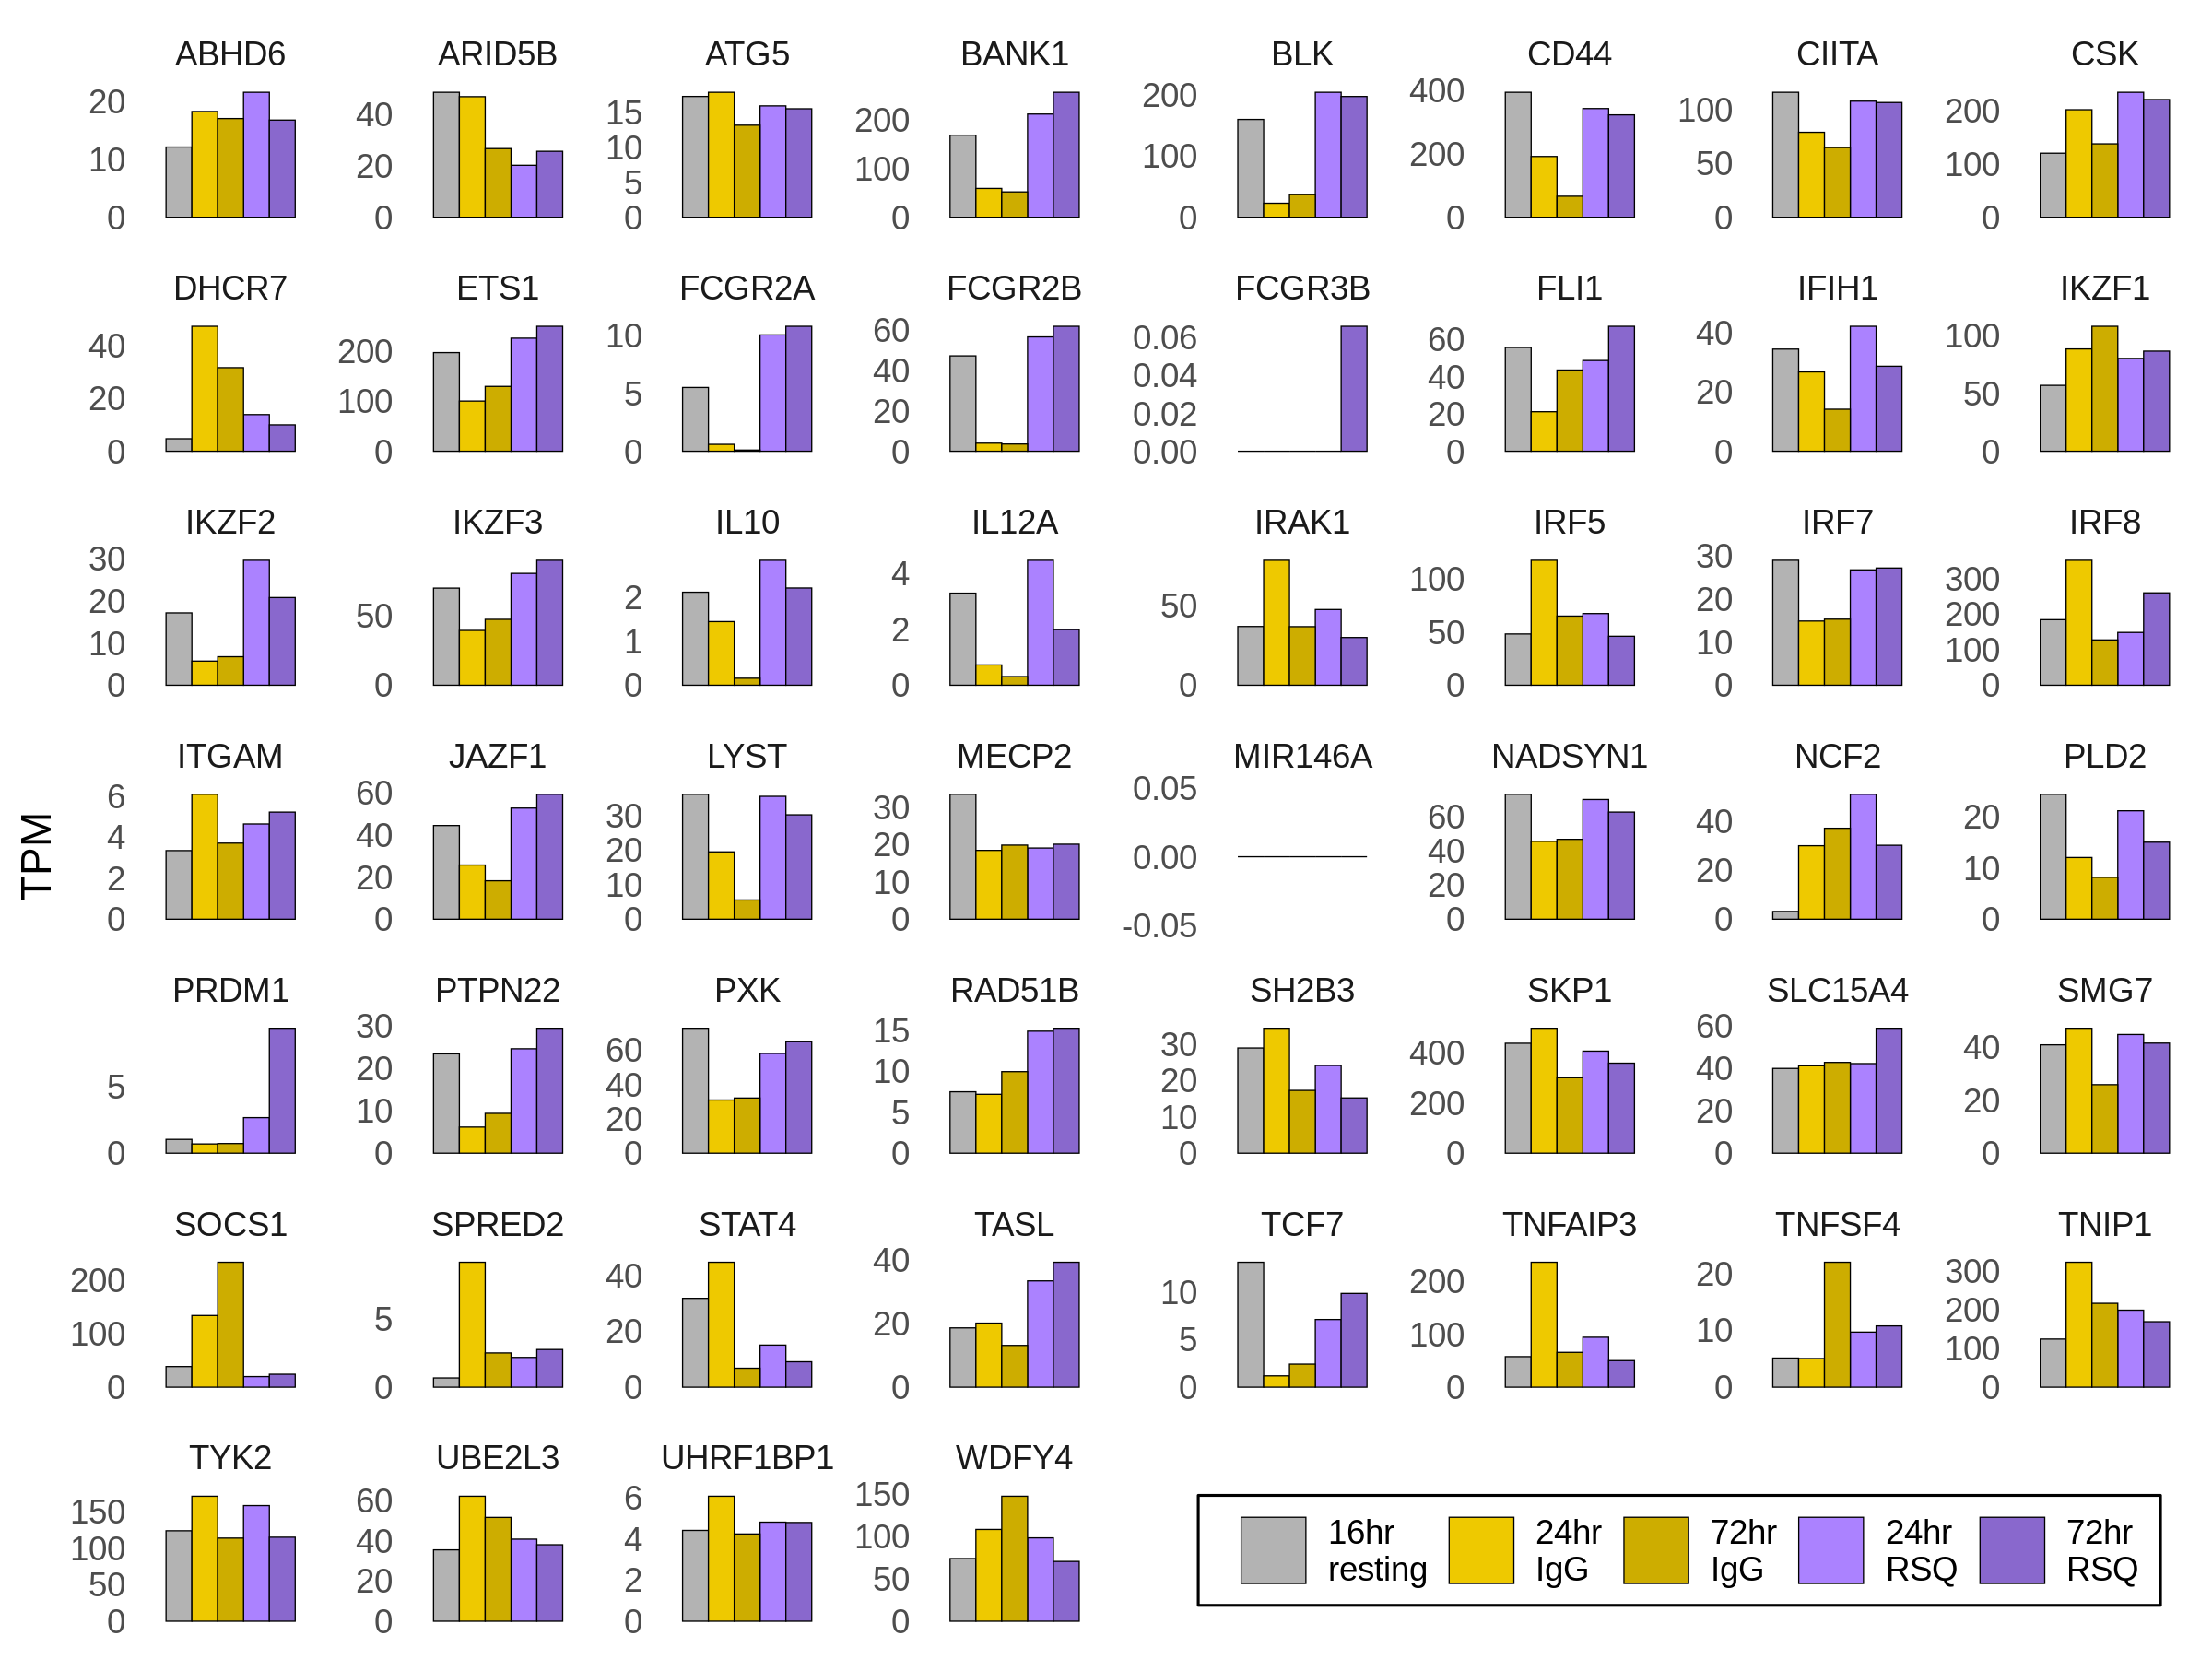 ABHD6 ARID5B ATG5 BANK1 BLK CD44 CIITA CSK
20 10 0 40 20 0 15 10 5 0 200 100 0 200 100 0 400 200 0 100 50 0 200 100 0
DHCR7 ETS1 FCGR2A FCGR2B FCGR3B FLI1 IFIH1 IKZF1
40 20 0 200 100 0 10 5 0 60 40 20 0 0.06 0.04 0.02 0.00 60 40 20 0 40 20 0 100 50 0
IKZF2 IKZF3 IL10 IL12A IRAK1 IRF5 IRF7 IRF8
30 20 10 0 50 0 2 1 0 4 2 0 50 0 100 50 0 30 20 10 0 300 200 100 0
ITGAM JAZF1 LYST MECP2 MIR146A NADSYN1 NCF2 PLD2
6 4 2 0 60 40 20 0 30 20 10 0 30 20 10 0 0.05 0.00 -0.05 60 40 20 0 40 20 0 20 10 0
TPM
PRDM1 PTPN22 PXK RAD51B SH2B3 SKP1 SLC15A4 SMG7
5 0 30 20 10 0 60 40 20 0 15 10 5 0 30 20 10 0 400 200 0 60 40 20 0 40 20 0
SOCS1 SPRED2 STAT4 TASL TCF7 TNFAIP3 TNFSF4 TNIP1
200 100 0 5 0 40 20 0 40 20 0 10 5 0 200 100 0 20 10 0 300 200 100 0
TYK2 UBE2L3 UHRF1BP1 WDFY4
150 100 50 0 60 40 20 0 6 4 2 0 150 100 50 0
16hr 24hr 72hr 24hr 72hr
resting IgG IgG RSQ RSQ